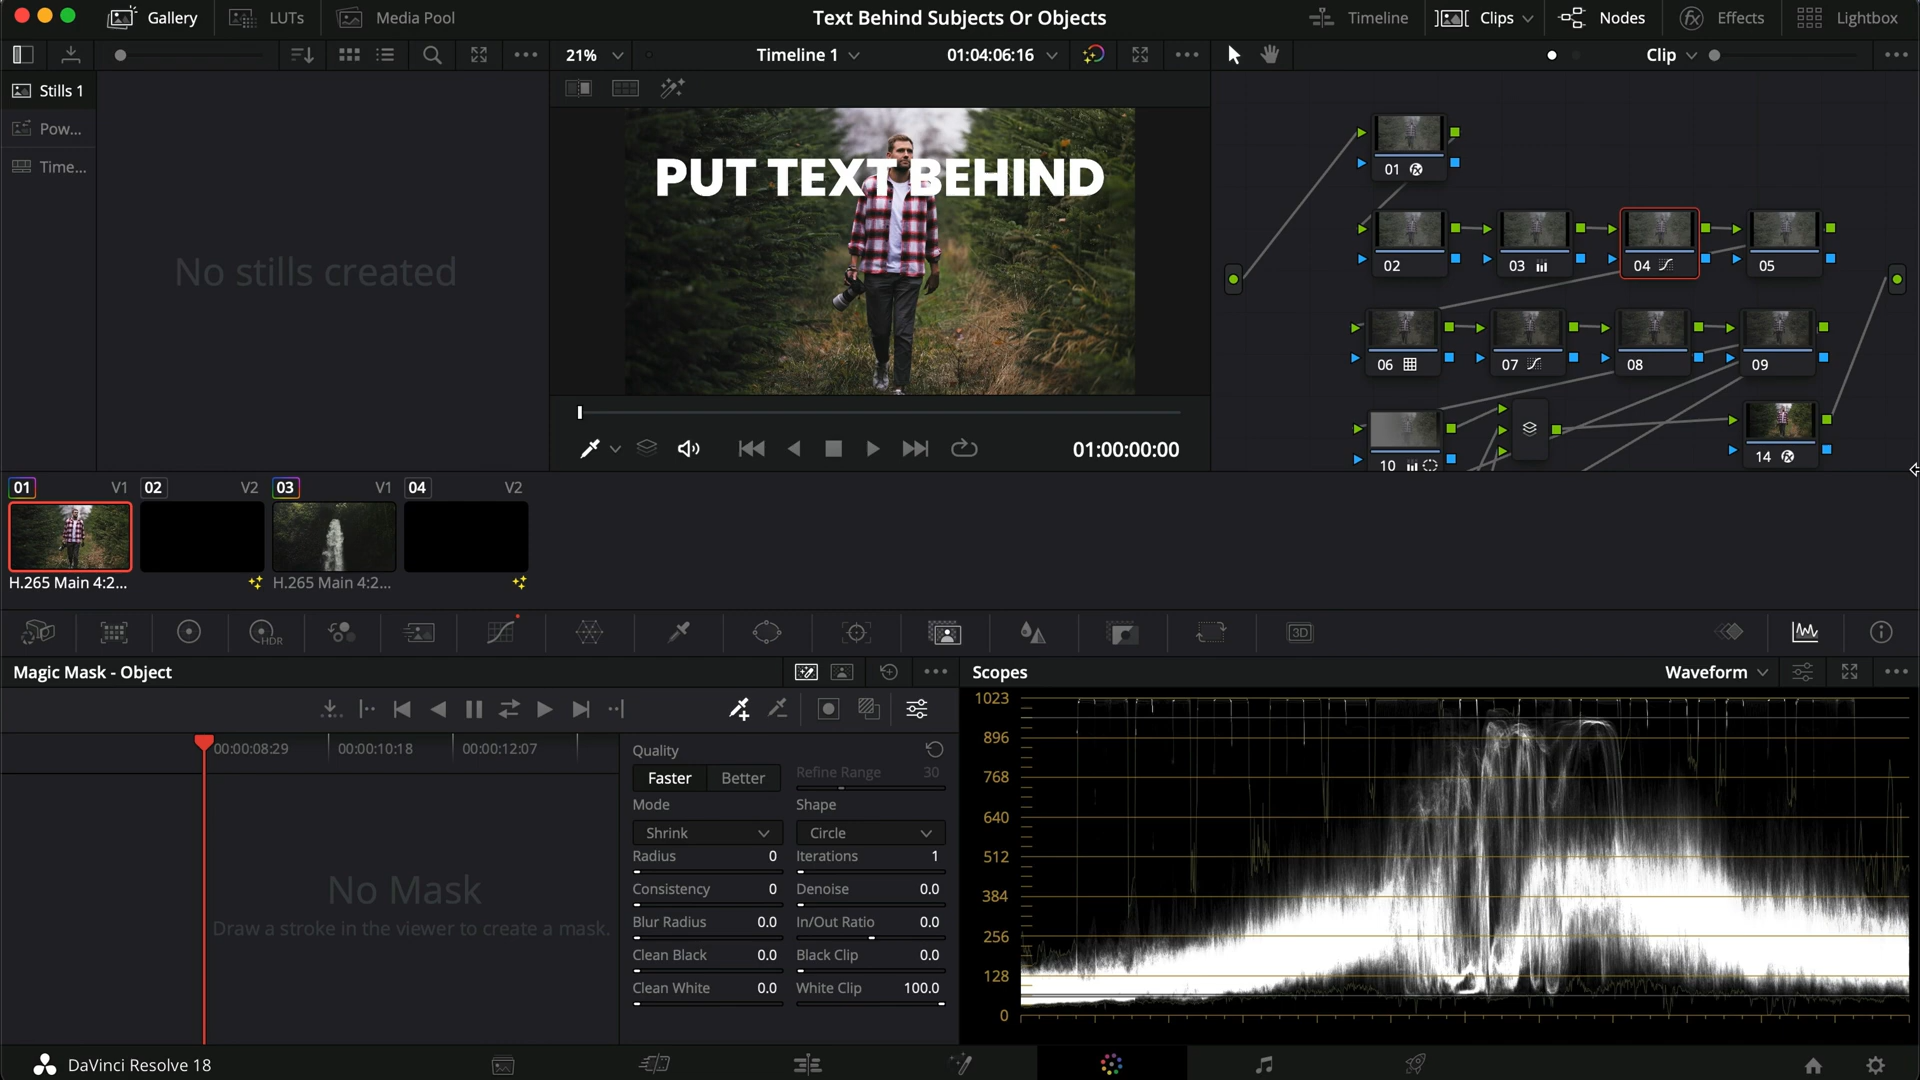 Gallery
LUTs
Media Pool
Text Behind Subjects Or Objects
Timeline
Clips
Nodes
Effects
Lightbox
21%
Timeline 1
01:04:06:16
Clip
Stills 1
Pow...
Time...
No stills created
PUT TEXT BEHIND
01:00:00:00
01
02
03
04
05
06
07
08
09
10
14
01 V1
02 V2
03 V1
04 V2
H.265 Main 4:2...
H.265 Main 4:2...
HDR
3D
Magic Mask - Object
00:00:08:29
00:00:10:18
00:00:12:07
No Mask
Draw a stroke in the viewer to create a mask.
Quality
Faster
Better
Refine Range 30
Mode
Shape
Shrink
Circle
Radius 0
Iterations 1
Consistency 0
Denoise 0.0
Blur Radius 0.0
In/Out Ratio 0.0
Clean Black 0.0
Black Clip 0.0
Clean White 0.0
White Clip 100.0
Scopes
Waveform
1023
896
768
640
512
384
256
128
0
DaVinci Resolve 18